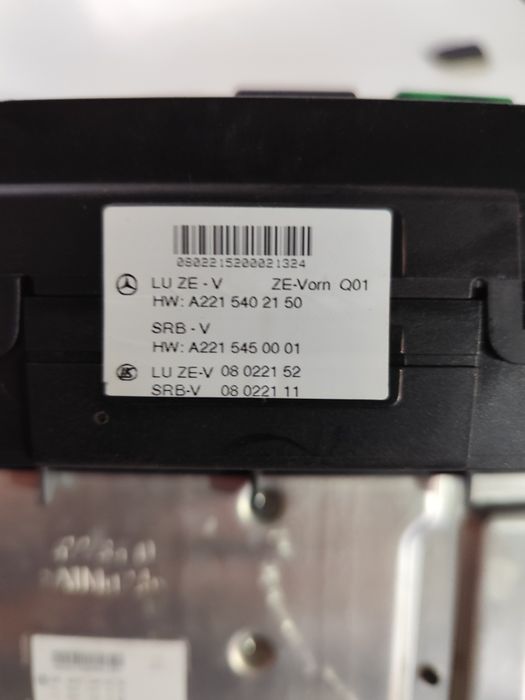 0802215200021324
LU ZE - V ZE-Vorn Q01
HW: A221 540 21 50
SRB - V
HW: A221 545 00 01
LU ZE-V 08 0221 52
SRB-V 08 0221 11